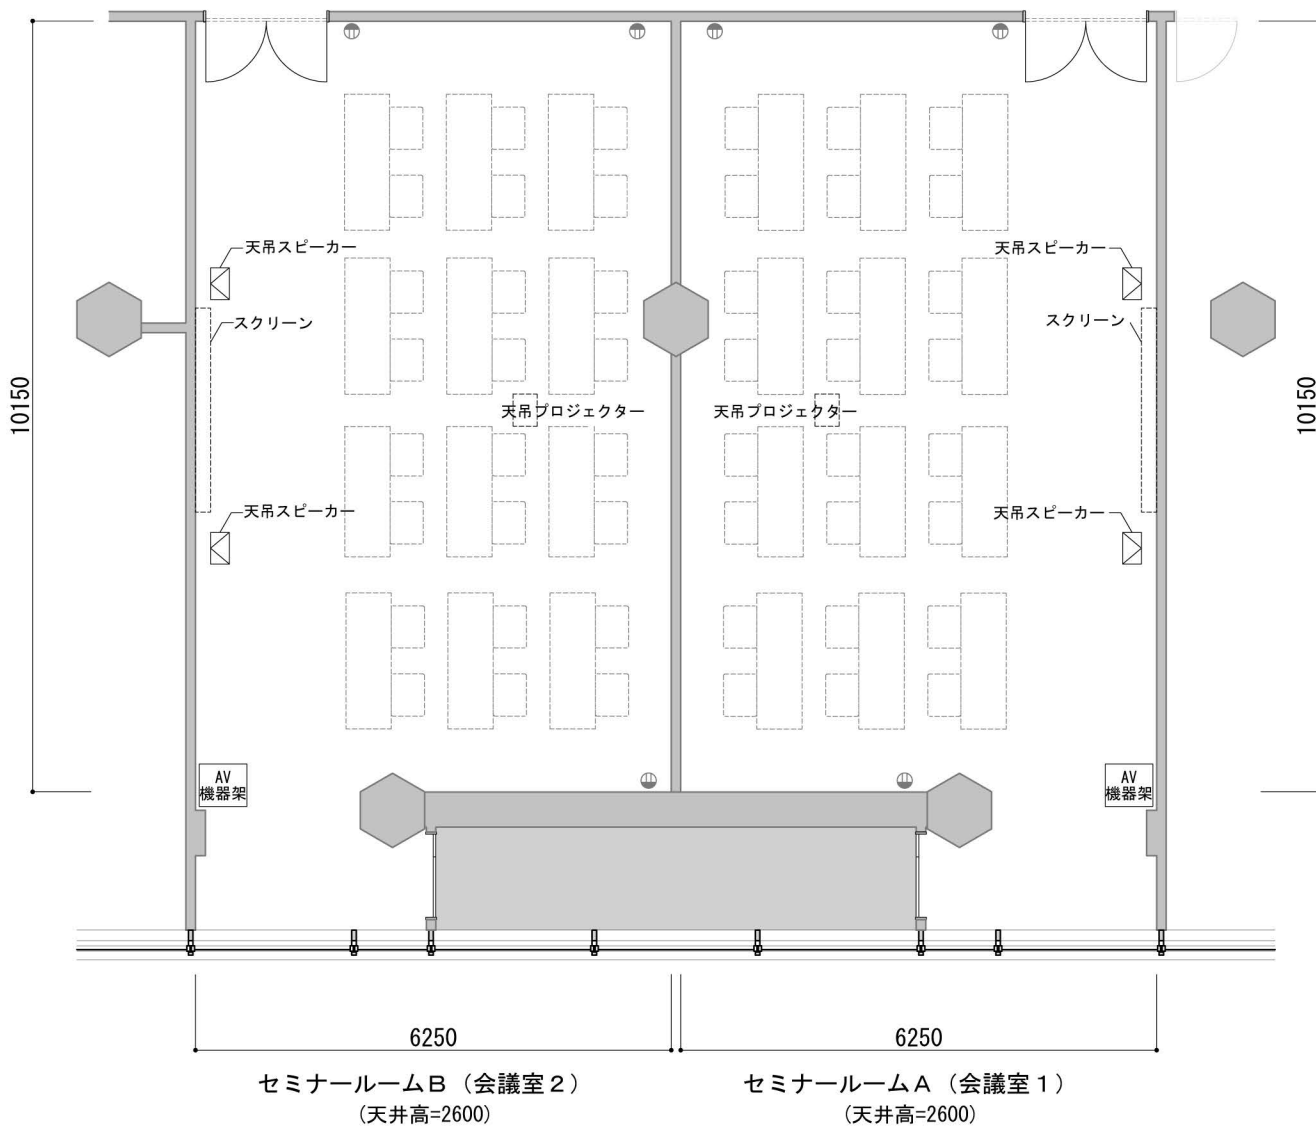 天吊スピーカー
天吊スピーカー
スクリーン
スクリーン
10150
10150
天吊プロジェクター
天吊プロジェクター
天吊スピーカー
天吊スピーカー
AV
機器架
AV
機器架
6250
6250
セミナールームB（会議室2）
セミナールームA（会議室1）
(天井高=2600)
(天井高=2600)